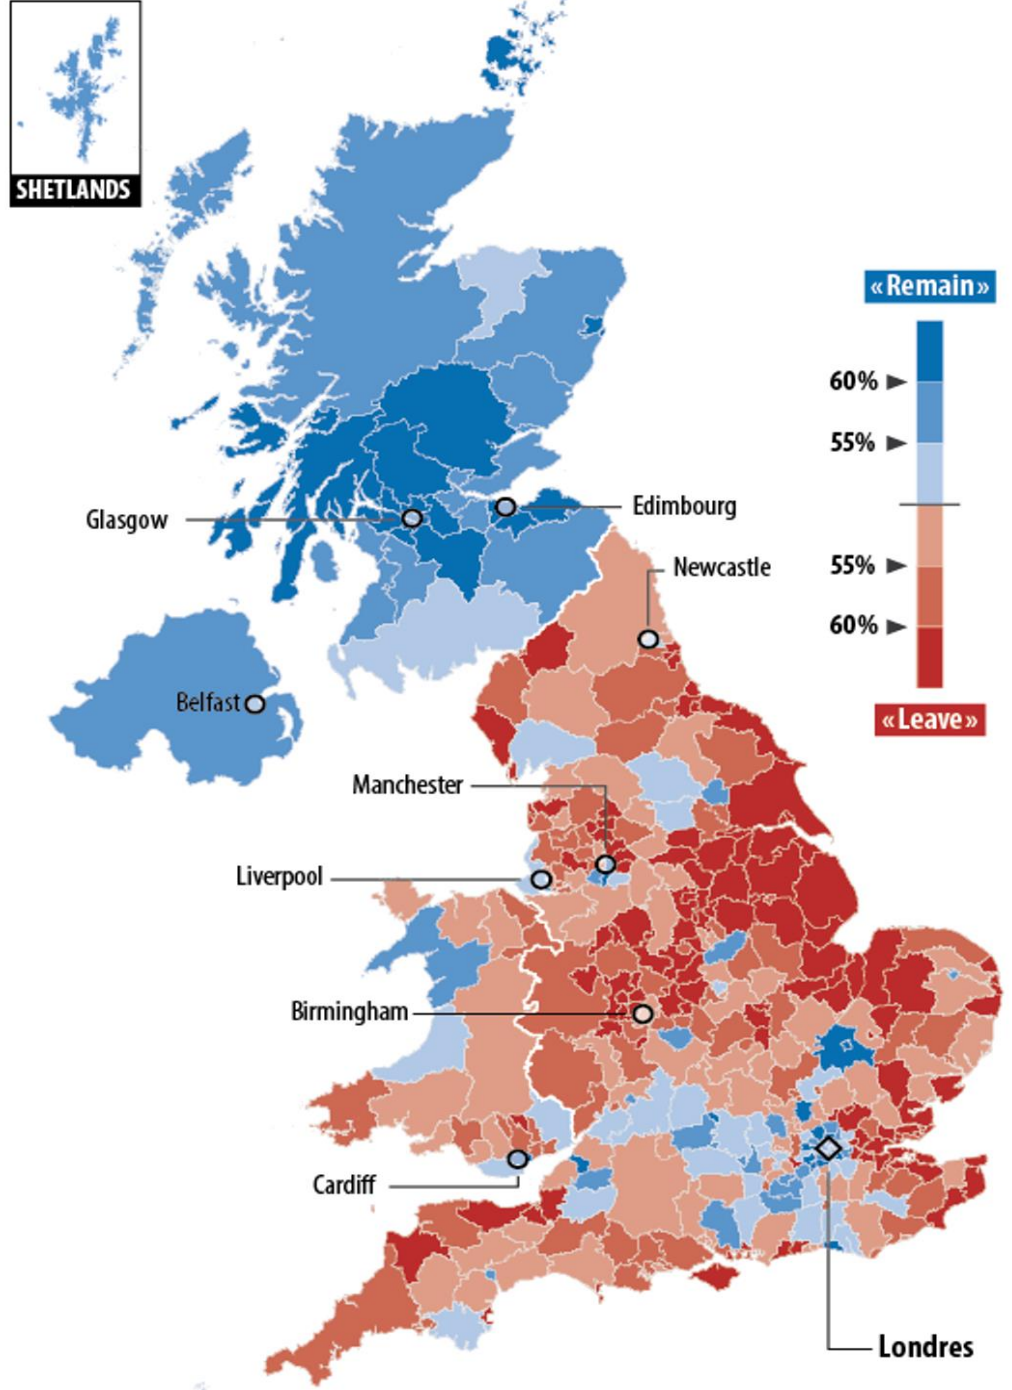 SHETLANDS
« Remain »
60% ►
55% ►
55% ►
60% ►
« Leave »
Glasgow
Edimbourg
Newcastle
Belfast
Manchester
Liverpool
Birmingham
Cardiff
Londres